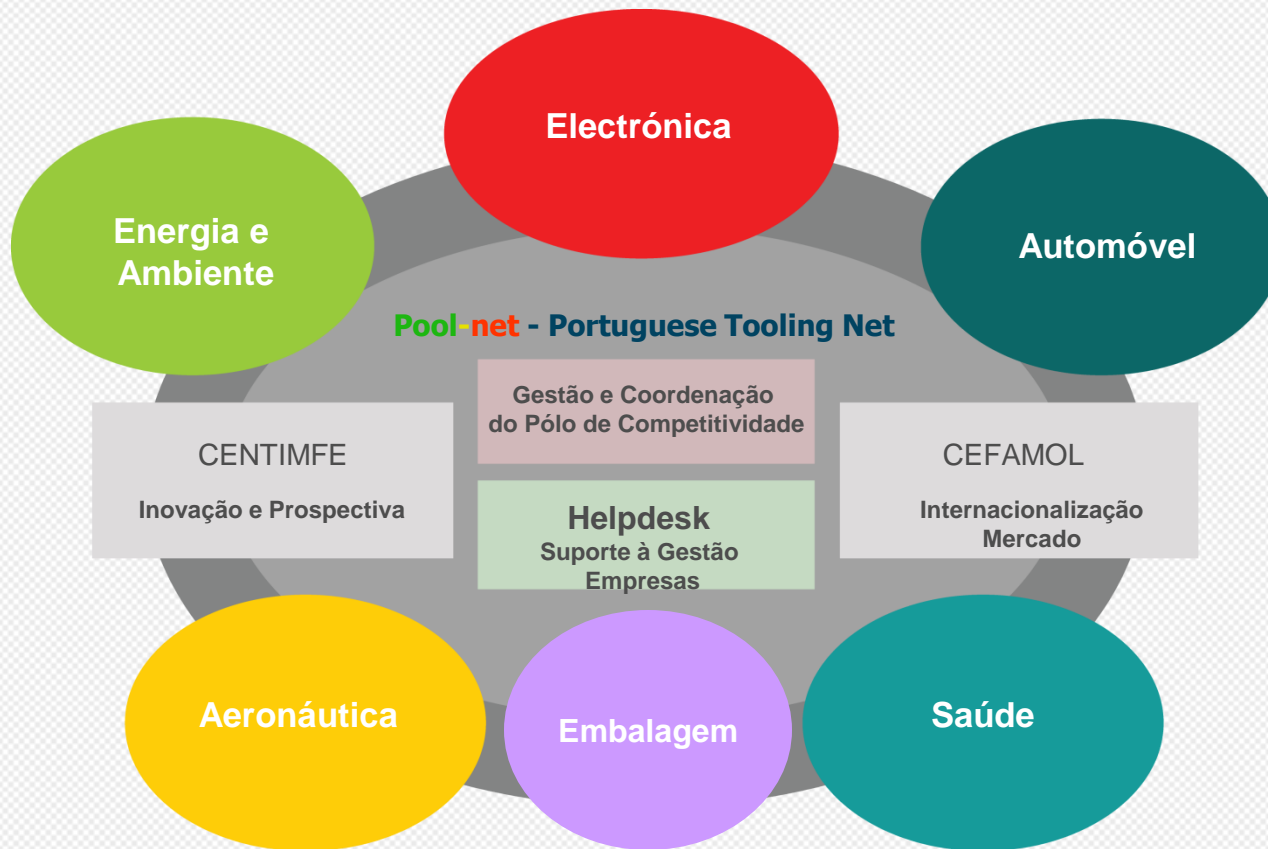 Electrónica
Energia e
Ambiente
Automóvel
Pool-net - Portuguese Tooling Net
Gestão e Coordenação
do Pólo de Competitividade
CENTIMFE
Inovação e Prospectiva
CEFAMOL
Internacionalização
Mercado
Helpdesk
Suporte à Gestão
Empresas
Aeronáutica
Embalagem
Saúde